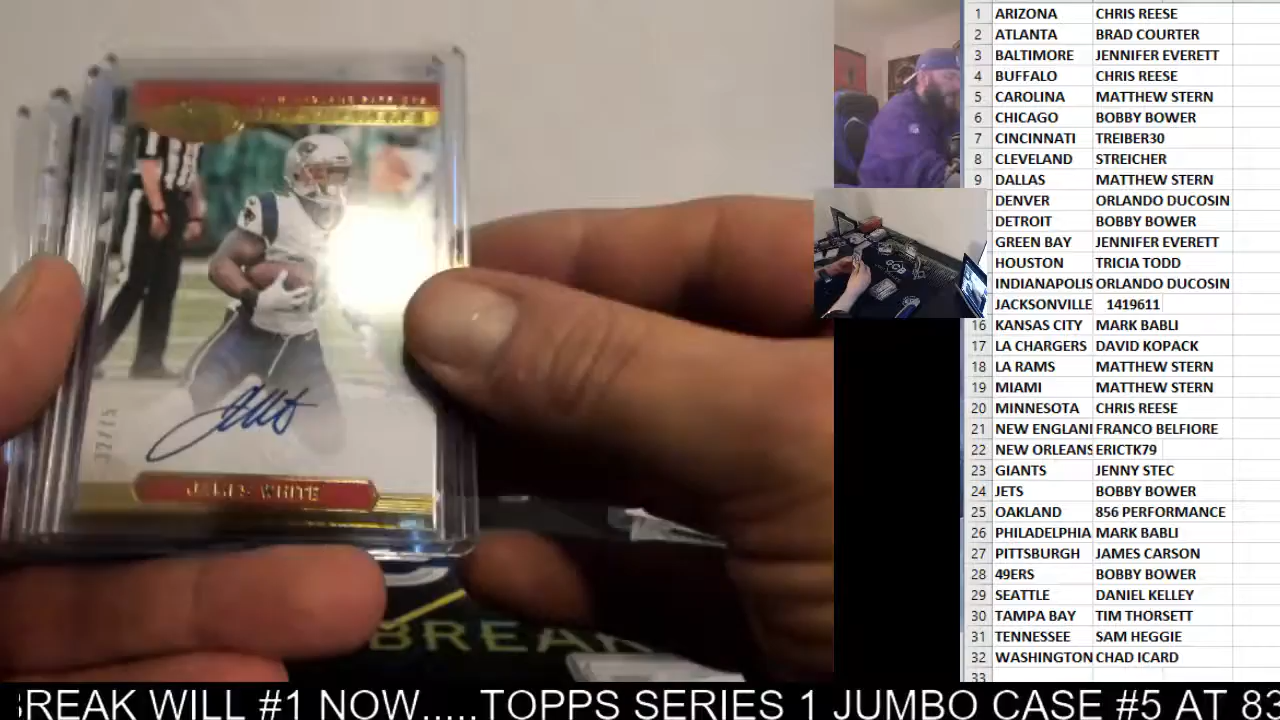 JAMES WHITE
32/75
BREAK
1 ARIZONA CHRIS REESE
2 ATLANTA BRAD COURTER
3 BALTIMORE JENNIFER EVERETT
4 BUFFALO CHRIS REESE
5 CAROLINA MATTHEW STERN
6 CHICAGO BOBBY BOWER
7 CINCINNATI TREIBER30
8 CLEVELAND STREICHER
9 DALLAS MATTHEW STERN
DENVER ORLANDO DUCOSIN
DETROIT BOBBY BOWER
GREEN BAY JENNIFER EVERETT
HOUSTON TRICIA TODD
INDIANAPOLIS ORLANDO DUCOSIN
JACKSONVILLE 1419611
16 KANSAS CITY MARK BABLI
17 LA CHARGERS DAVID KOPACK
18 LA RAMS MATTHEW STERN
19 MIAMI MATTHEW STERN
20 MINNESOTA CHRIS REESE
21 NEW ENGLAN FRANCO BELFIORE
22 NEW ORLEANS ERICTK79
23 GIANTS JENNY STEC
24 JETS BOBBY BOWER
25 OAKLAND 856 PERFORMANCE
26 PHILADELPHIA MARK BABLI
27 PITTSBURGH JAMES CARSON
28 49ERS BOBBY BOWER
29 SEATTLE DANIEL KELLEY
30 TAMPA BAY TIM THORSETT
31 TENNESSEE SAM HEGGIE
32 WASHINGTON CHAD ICARD
33
BREAK WILL #1 NOW.....TOPPS SERIES 1 JUMBO CASE #5 AT 83